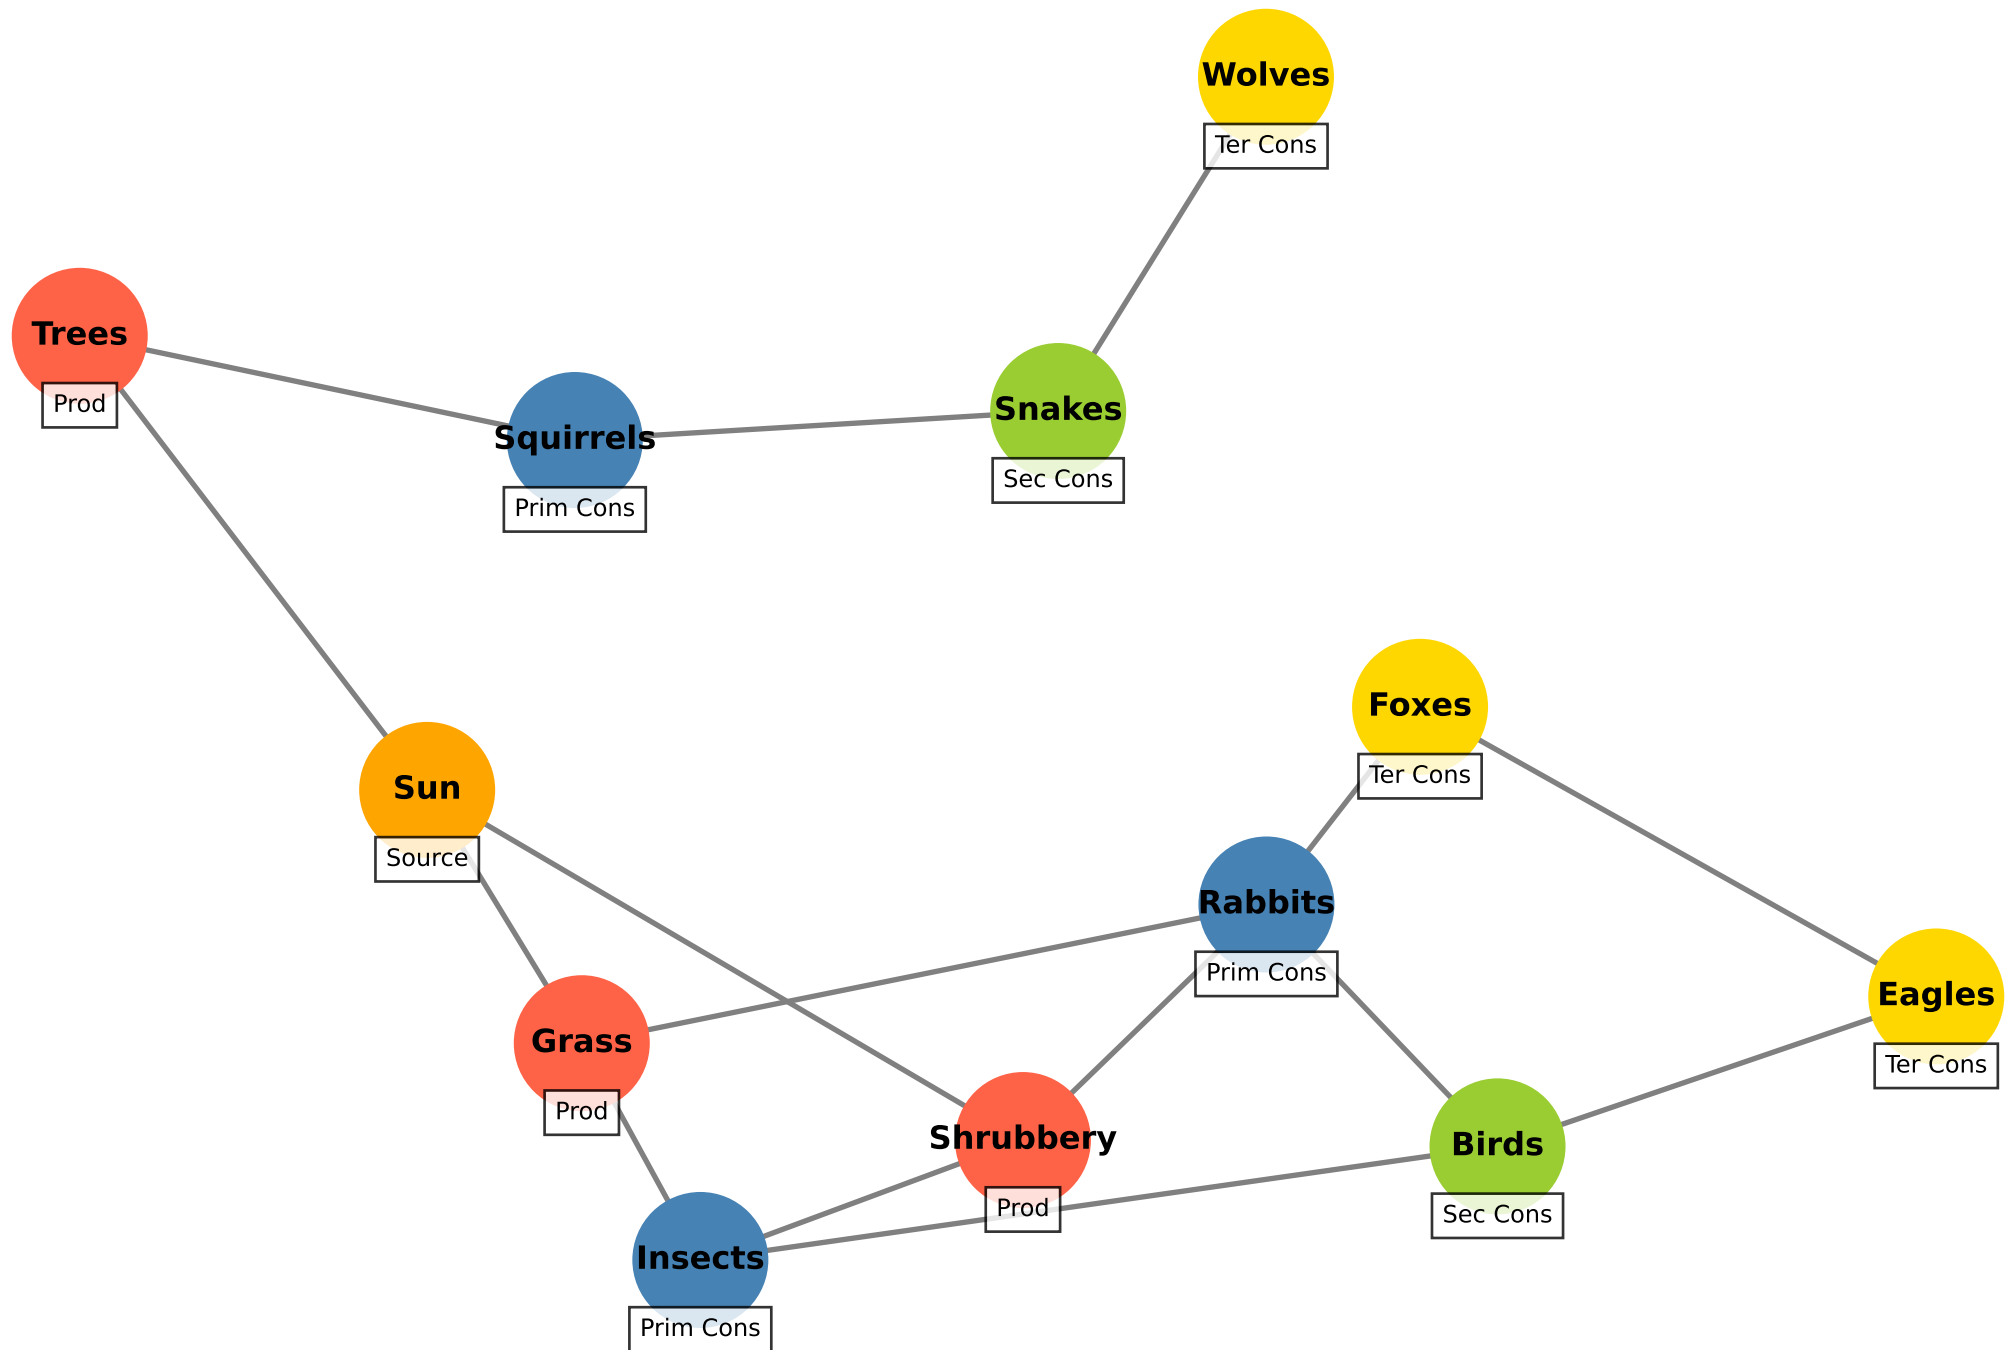 Wolves
Ter Cons
Trees
Prod
Squirrels
Prim Cons
Snakes
Sec Cons
Foxes
Ter Cons
Sun
Source
Rabbits
Prim Cons
Eagles
Ter Cons
Grass
Prod
Shrubbery
Prod
Birds
Sec Cons
Insects
Prim Cons